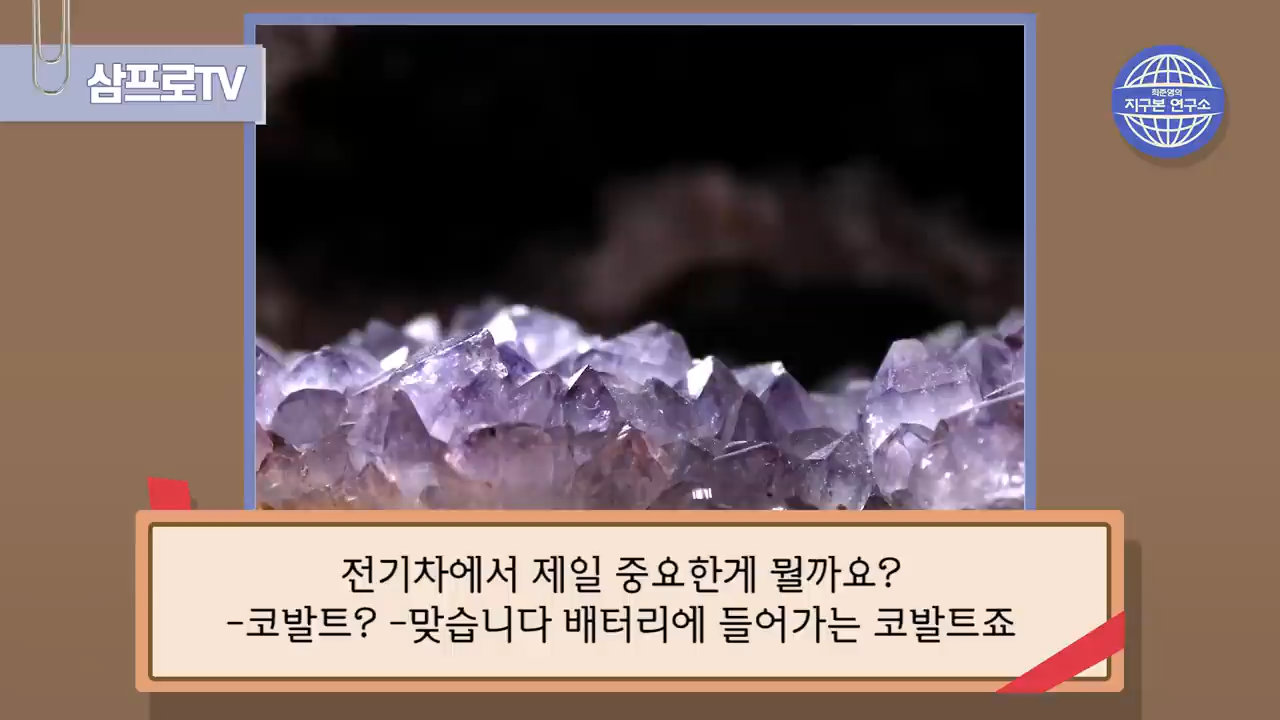 삼프로TV
최준영의
지구본 연구소
전기차에서 제일 중요한게 뭘까요?
-코발트? -맞습니다 배터리에 들어가는 코발트죠